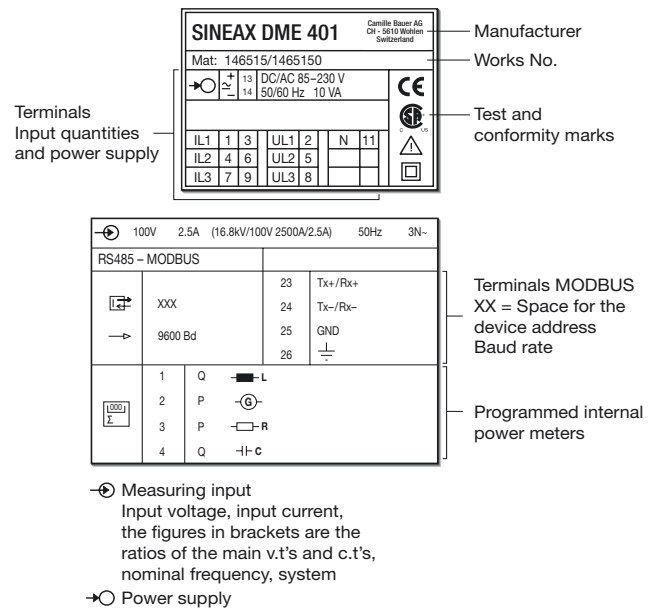 SINEAX DME 401
Camille Bauer AG
CH - 5610 Wohlen
Switzerland
Manufacturer
Mat: 146515/1465150
Works No.
+ 13 DC/AC 85–230 V
– 14 50/60 Hz 10 VA
CE
Terminals
Input quantities
and power supply
C US
Test and
conformity marks
IL1 1 3 UL1 2 N 11
IL2 4 6 UL2 5
IL3 7 9 UL3 8
100V 2.5A (16.8kV/100V 2500A/2.5A) 50Hz 3N~
RS485 – MODBUS
23 Tx+/Rx+
XXX 24 Tx–/Rx–
9600 Bd 25 GND
26
Terminals MODBUS
XX = Space for the
device address
Baud rate
1 Q L
2 P G
000
Σ
3 P R
4 Q C
Programmed internal
power meters
Measuring input
Input voltage, input current,
the figures in brackets are the
ratios of the main v.t's and c.t's,
nominal frequency, system
Power supply